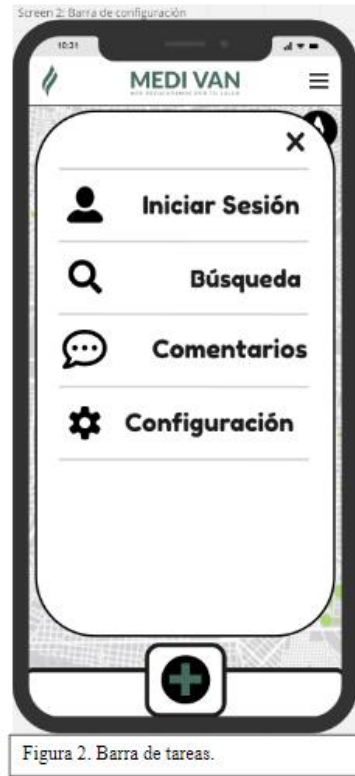 Screen 2: Barra de configuración
10:31
MEDI VAN
Iniciar Sesión
Búsqueda
Comentarios
Configuración
Figura 2. Barra de tareas.